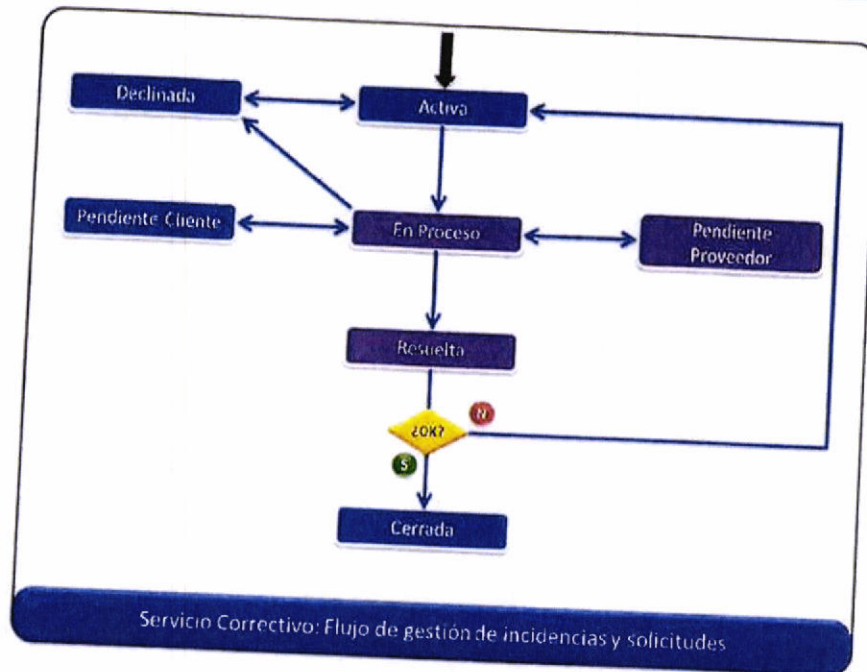 Declinada
Activa
Pendiente Cliente
En Proceso
Pendiente
Proveedor
Resuelta
¿OK?
N
S
Cerrada
Servicio Correctivo: Flujo de gestión de incidencias y solicitudes